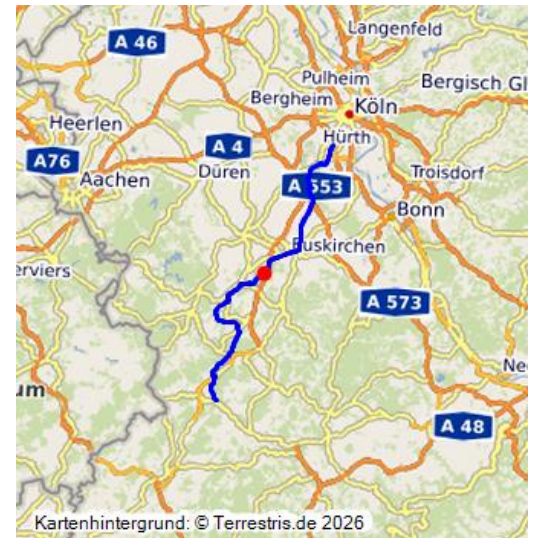 Langenfeld
A 46
Pulheim
Bergisch Gl
Bergheim
Köln
Heerlen
Hürth
A 4
A76
Düren
Troisdorf
Aachen
A 553
Bonn
Euskirchen
erviers
A 573
Ne
um
A 48
Kartenhintergrund: © Terrestris.de 2026